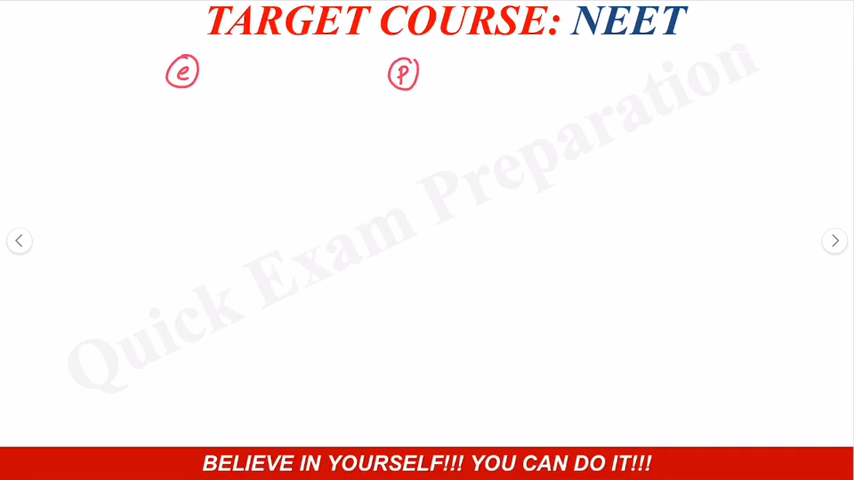 TARGET COURSE: NEET
e p
Quick Exam Preparation
BELIEVE IN YOURSELF!!! YOU CAN DO IT!!!